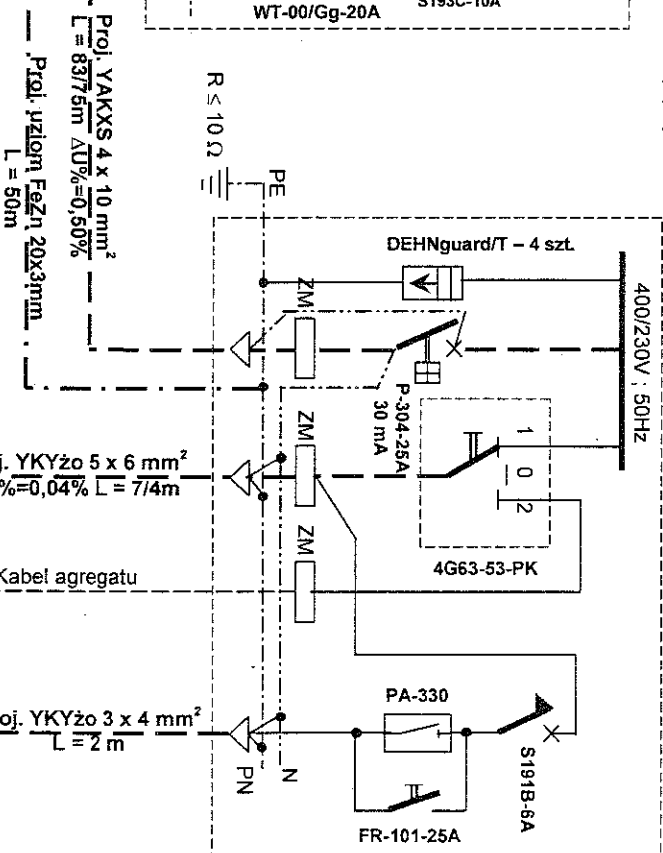 WT-00/Gg-20A
S193C-10A
Proj. YAKXS 4 x 10 mm²
L = 83/75m ΔU%=0,50%
Proj. uziom FeZn 20x3mm
L = 50m
R ≤ 10 Ω
PE
DEHNguard/T – 4 szt.
400/230V ; 50Hz
ZM
P-304-25A
30 mA
1 0 2
4G63-53-PK
ZM
j. YKYżo 5 x 6 mm²
%=0,04% L = 7/4m
ZM
Kabel agregatu
PA-330
S191B-6A
oj. YKYżo 3 x 4 mm²
L = 2 m
N
PN
FR-101-25A